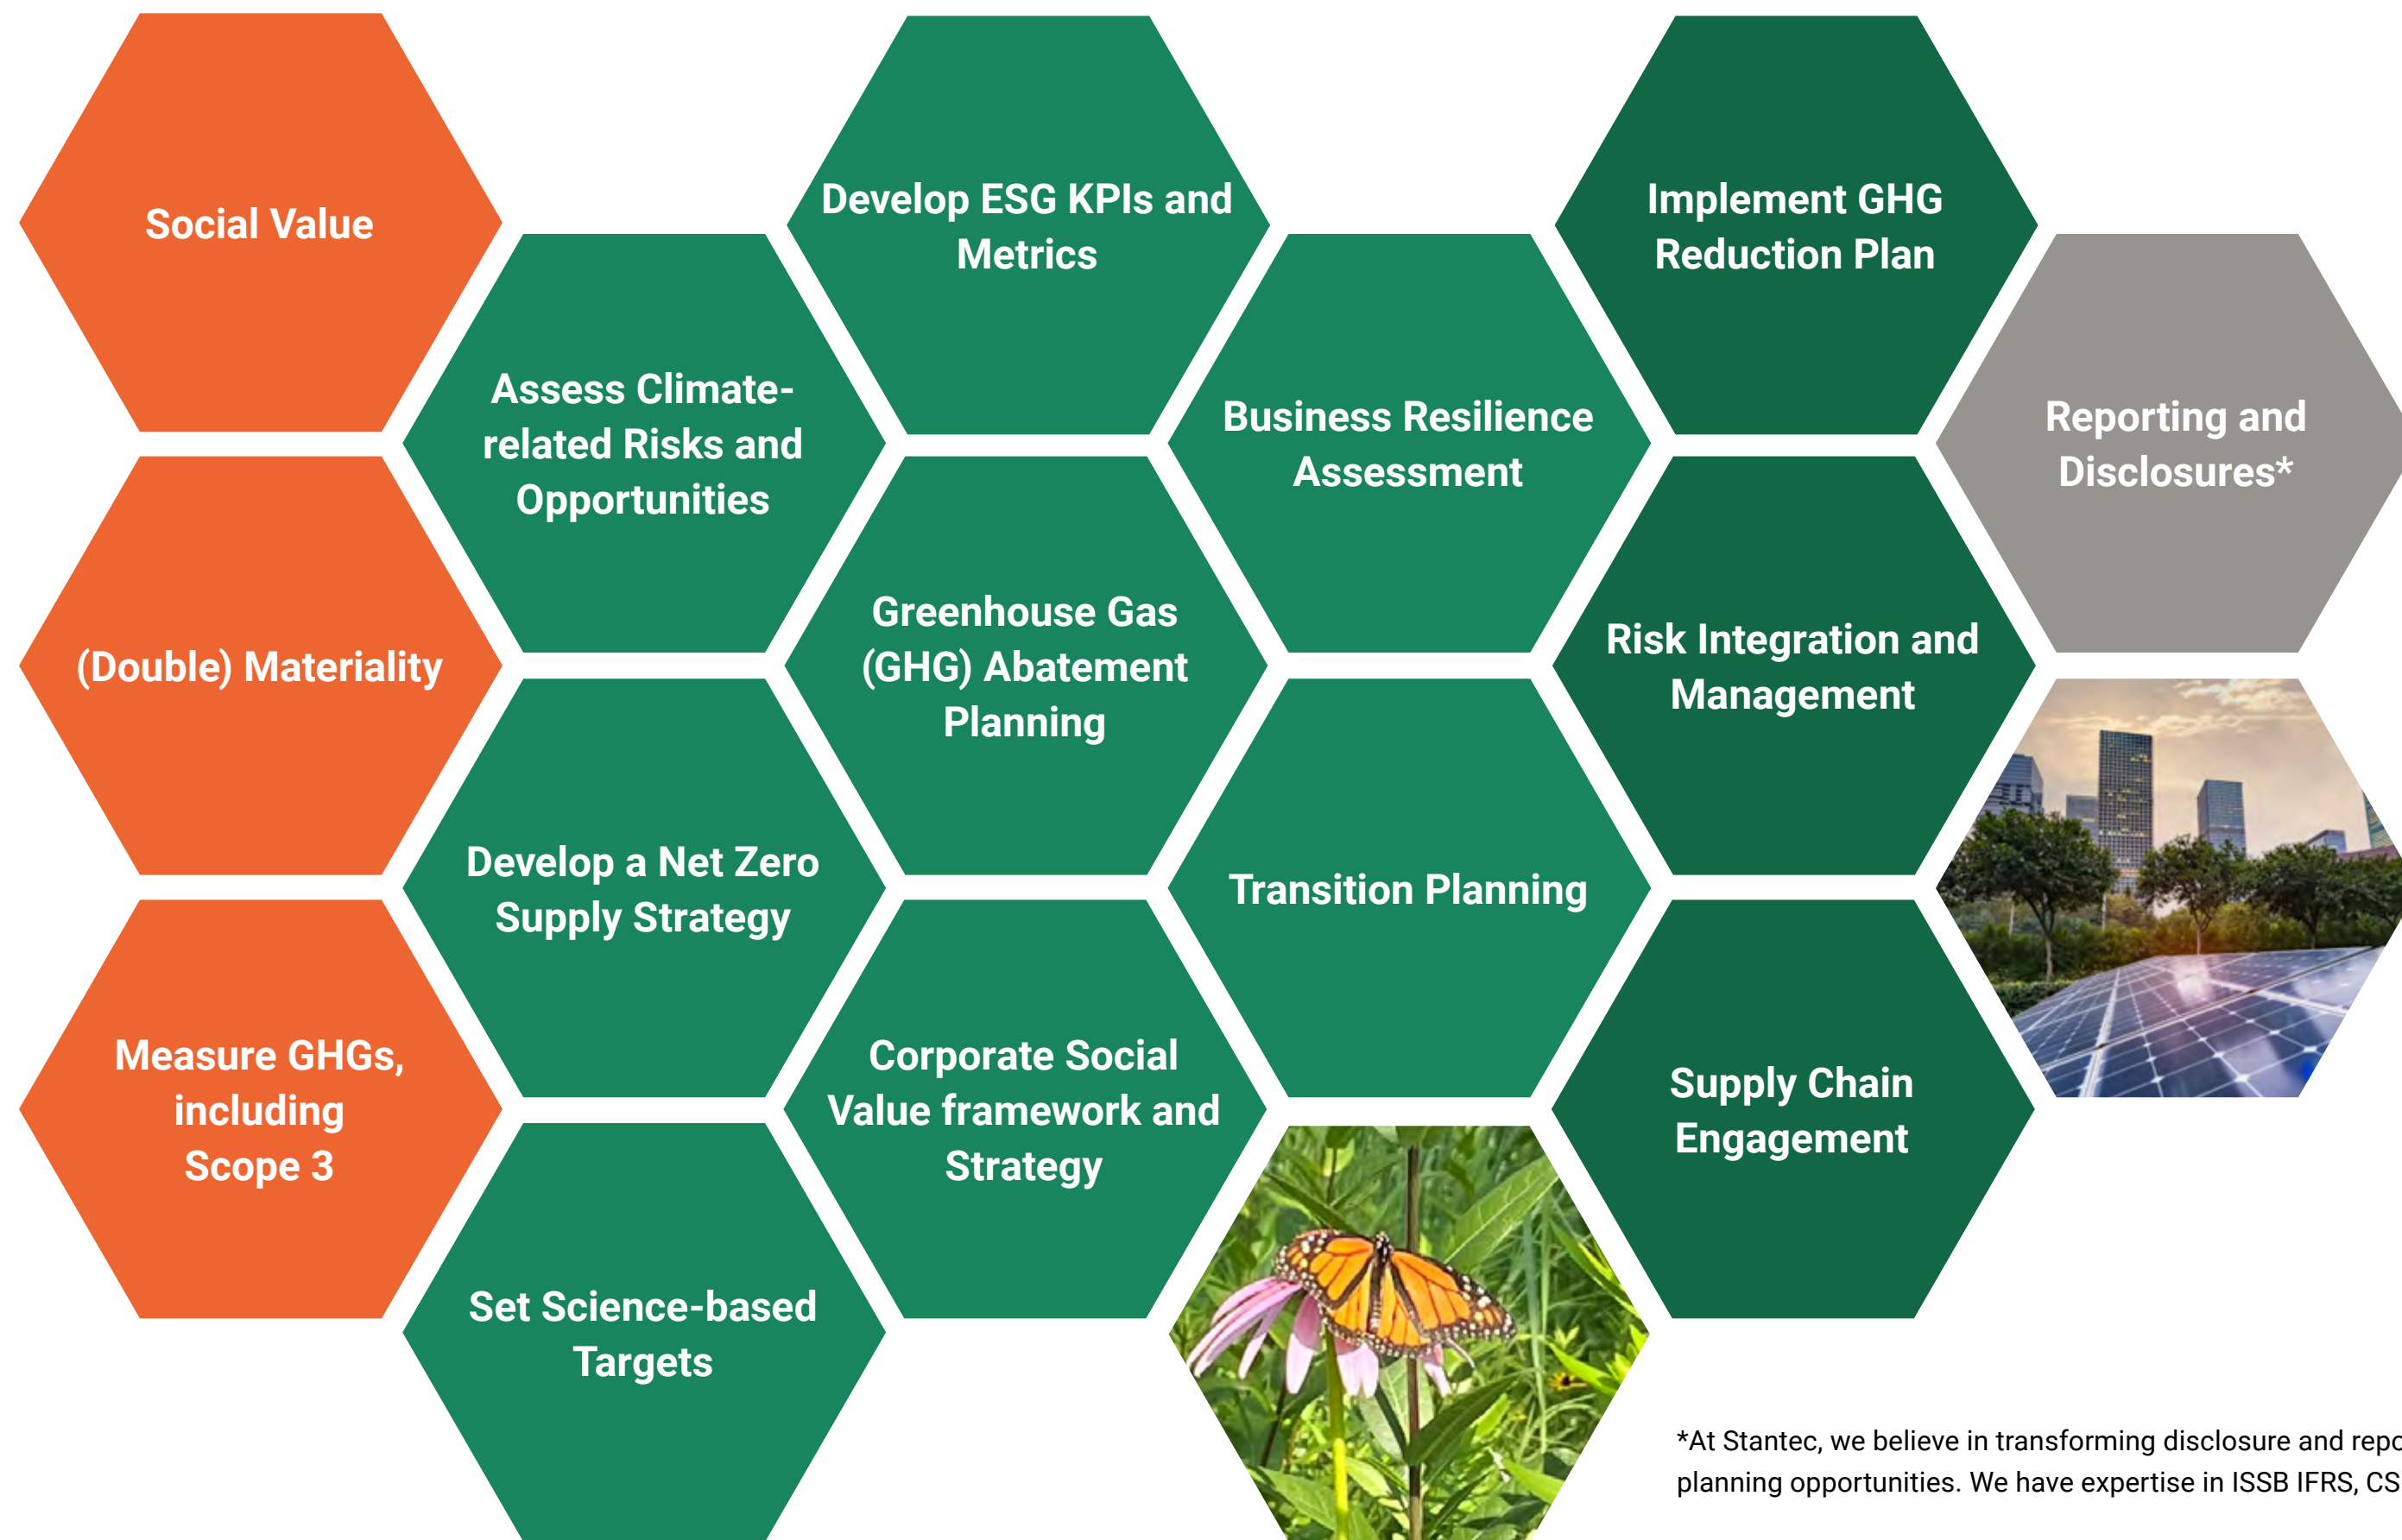 Social Value
(Double) Materiality
Measure GHGs,
including
Scope 3
Assess Climate-
related Risks and
Opportunities
Develop a Net Zero
Supply Strategy
Set Science-based
Targets
Develop ESG KPIs and
Metrics
Greenhouse Gas
(GHG) Abatement
Planning
Corporate Social
Value framework and
Strategy
Business Resilience
Assessment
Transition Planning
Implement GHG
Reduction Plan
Risk Integration and
Management
Supply Chain
Engagement
Reporting and
Disclosures*
*At Stantec, we believe in transforming disclosure and
planning opportunities. We have expertise in ISSB IFRS,